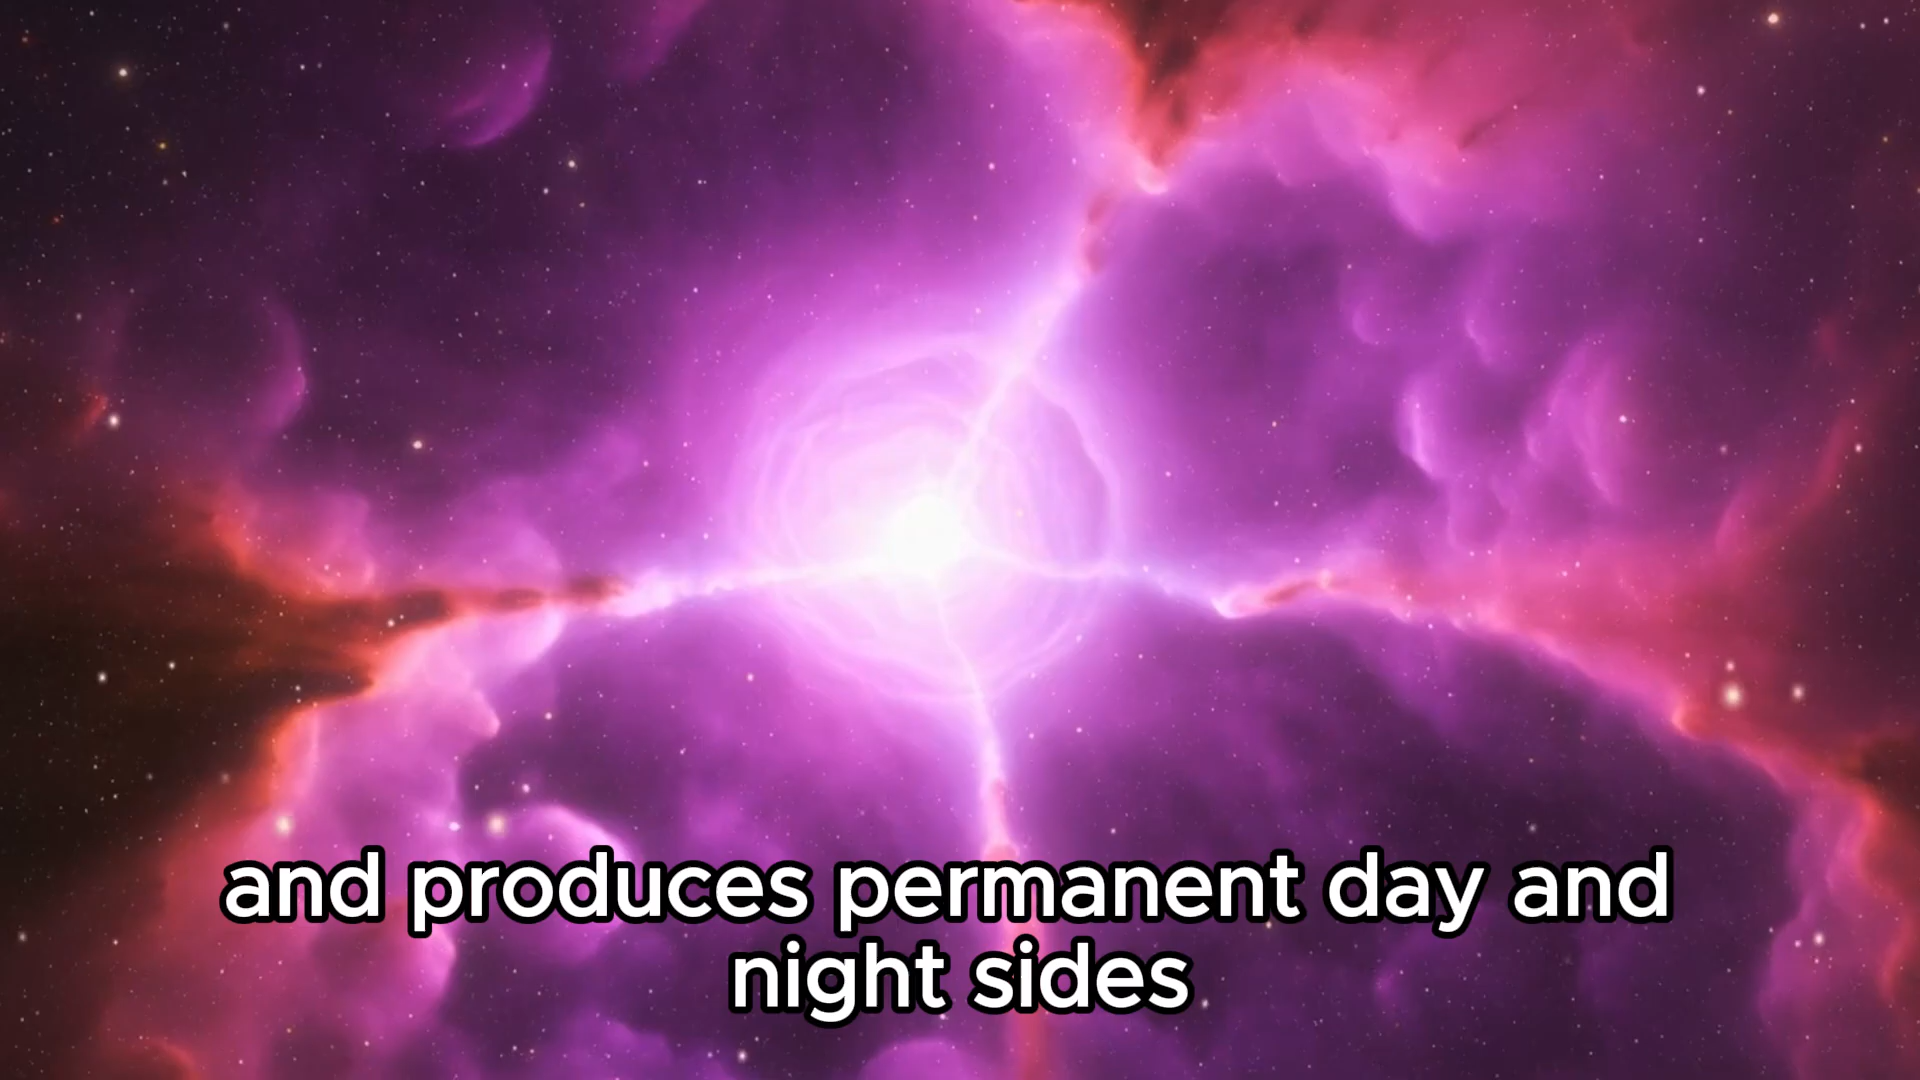 and produces permanent day and
night sides